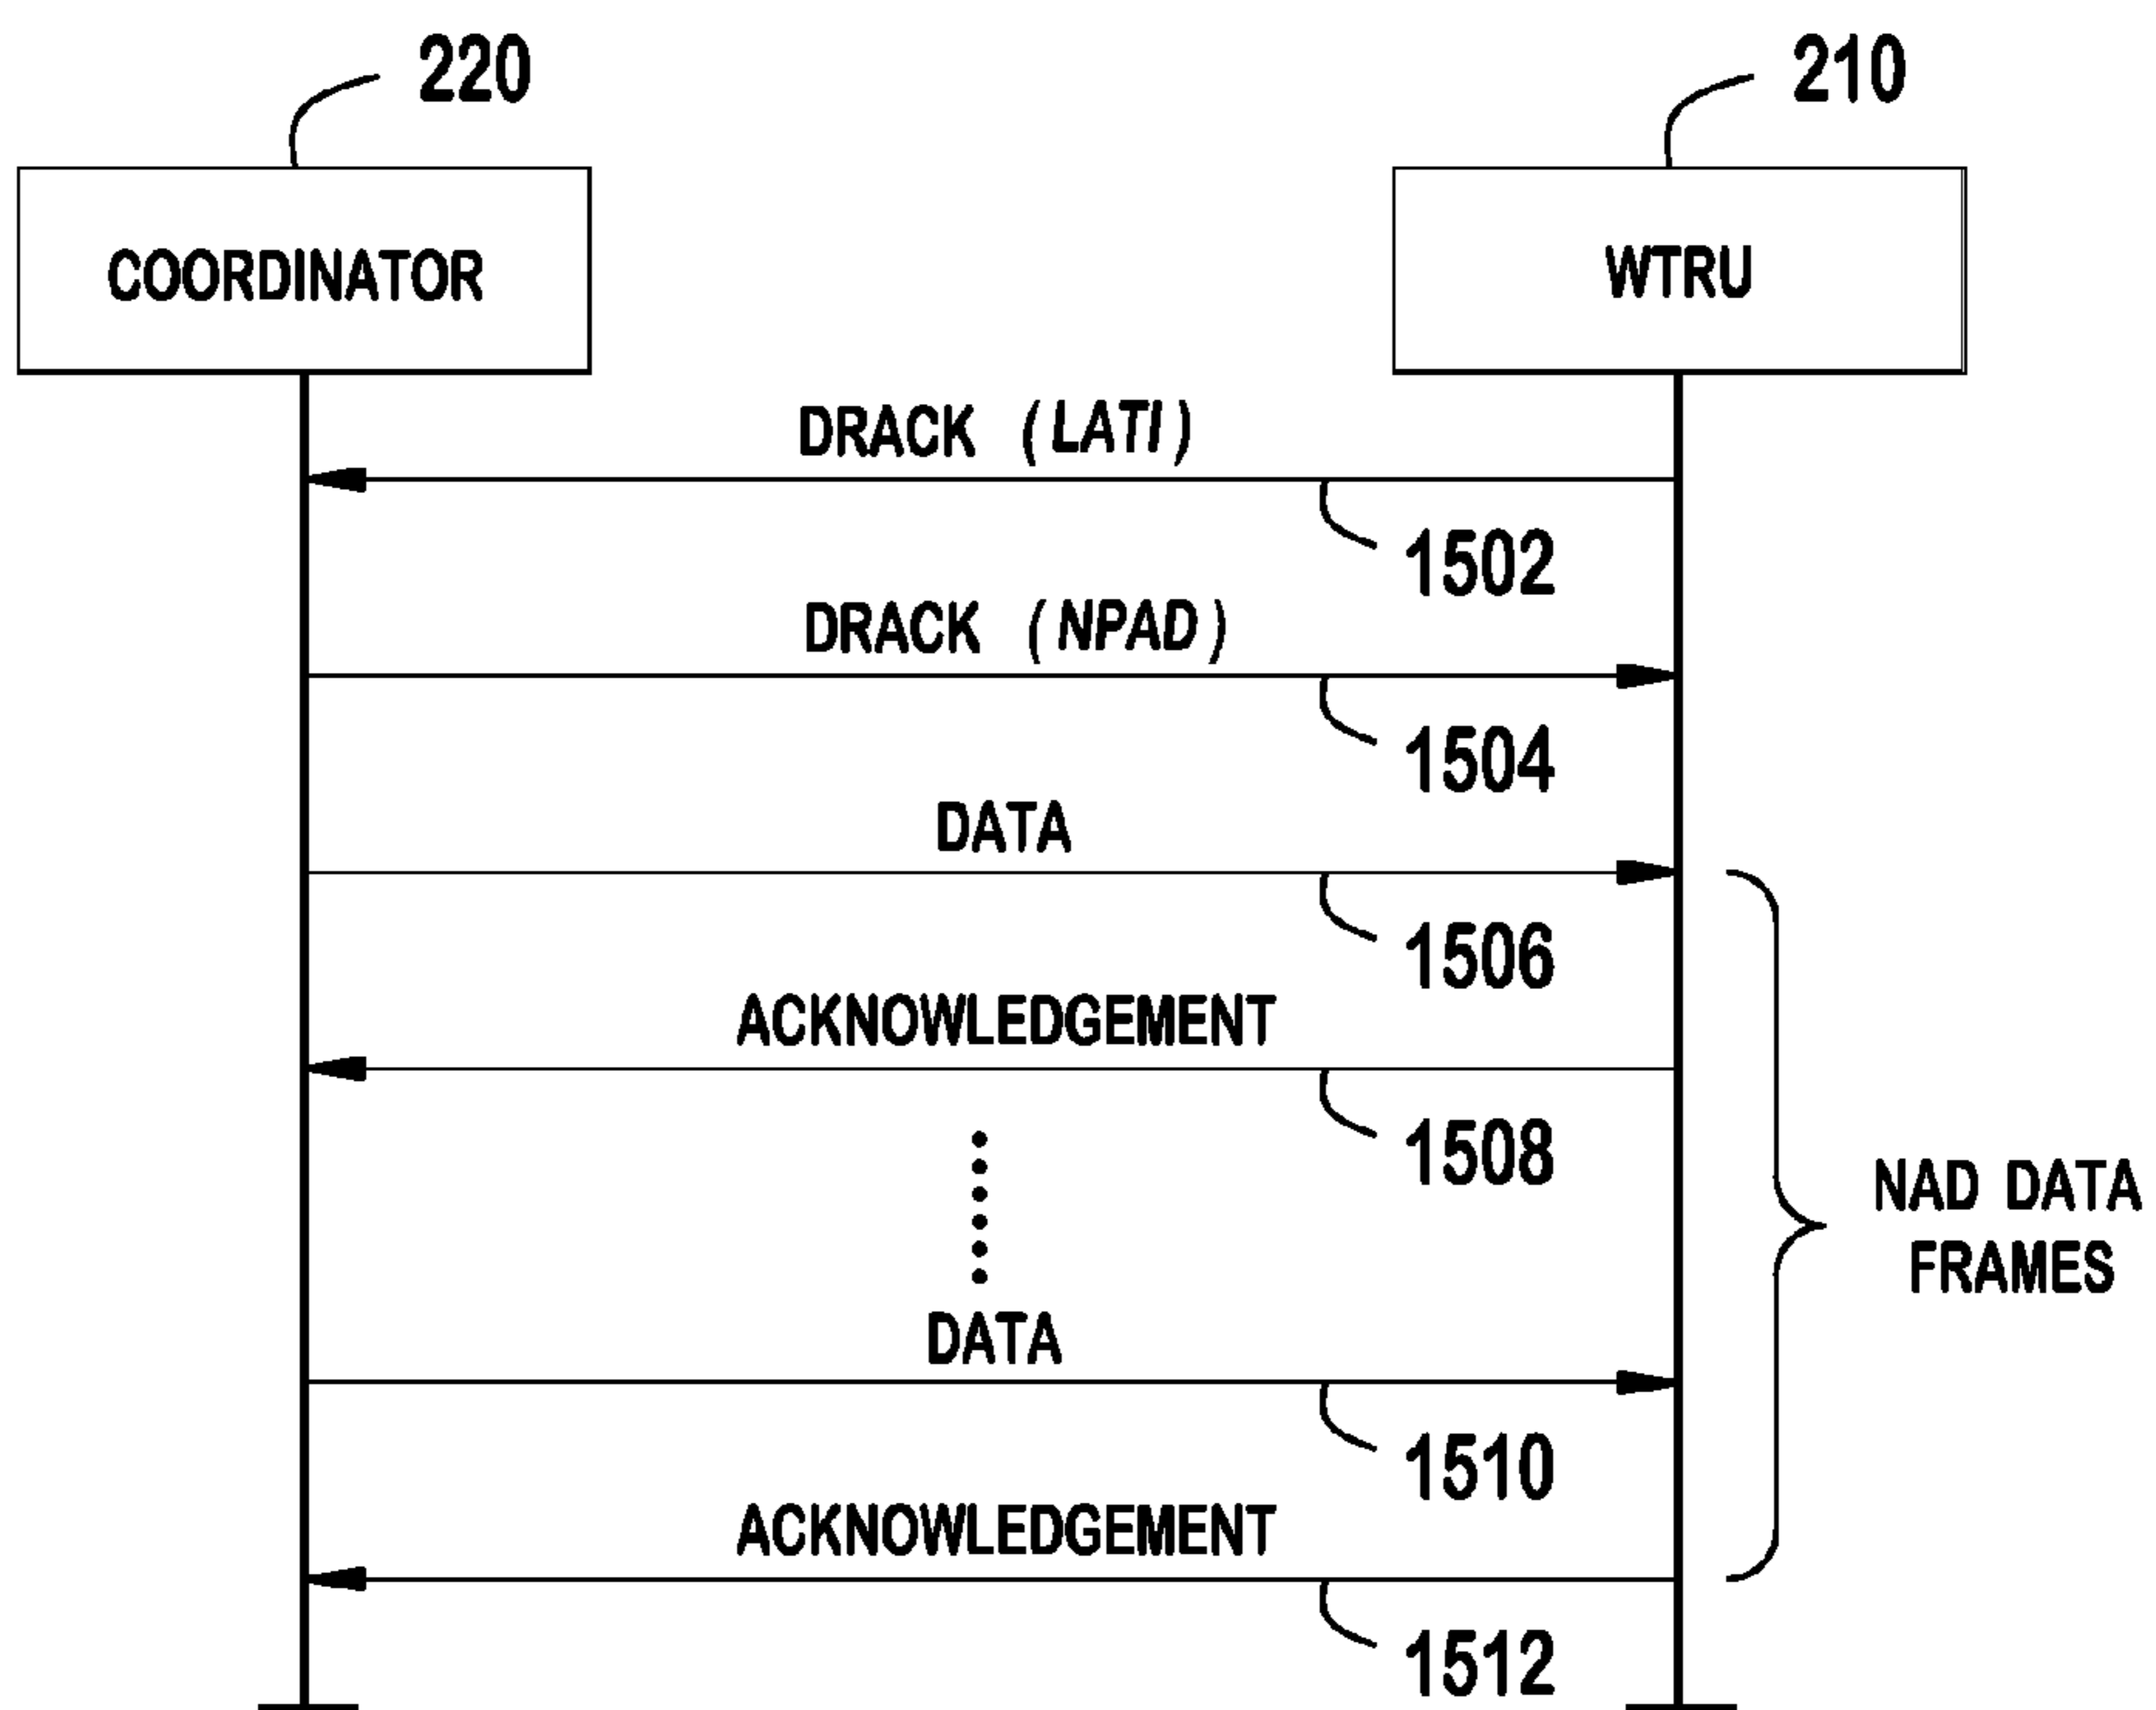 220
210
COORDINATOR
WTRU
DRACK (LATI)
1502
DRACK (NPAD)
1504
DATA
1506
ACKNOWLEDGEMENT
1508
NAD DATA
FRAMES
DATA
1510
ACKNOWLEDGEMENT
1512